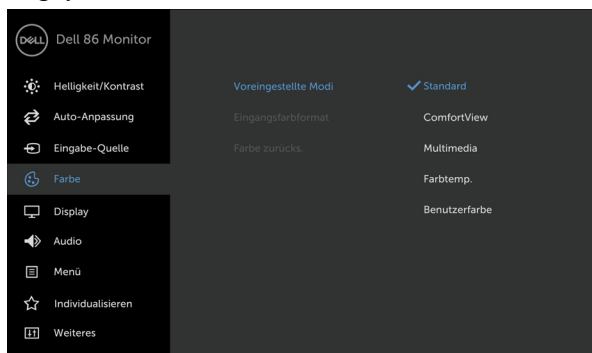 DELL Dell 86 Monitor
Helligkeit/Kontrast Voreingestellte Modi Standard
Auto-Anpassung Eingangsfarbformat ComfortView
Eingabe-Quelle Farbe zurücks. Multimedia
Farbe Farbtemp.
Display Benutzerfarbe
Audio
Menü
Individualisieren
Weiteres